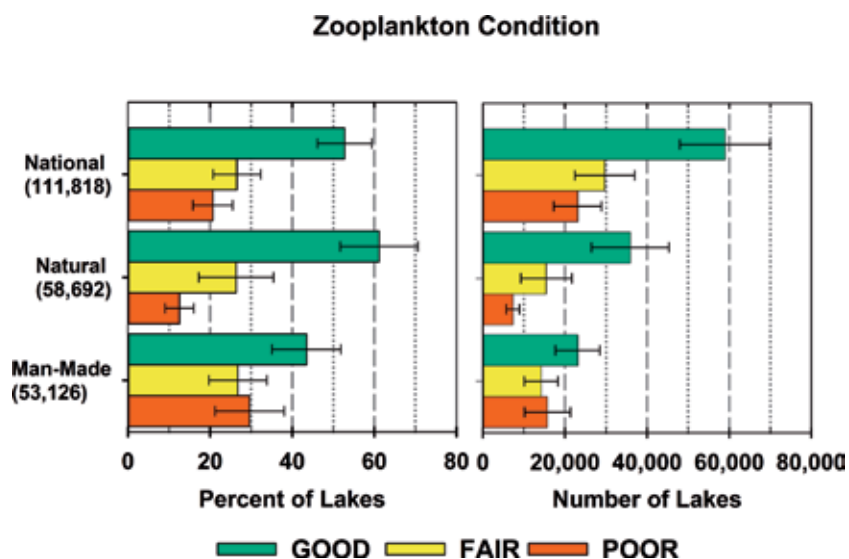 Zooplankton Condition
National
(111,818)
Natural
(58,692)
Man-Made
(53,126)
0 20 40 60 80
0 20,000 40,000 60,000 80,000
Percent of Lakes
Number of Lakes
GOOD FAIR POOR